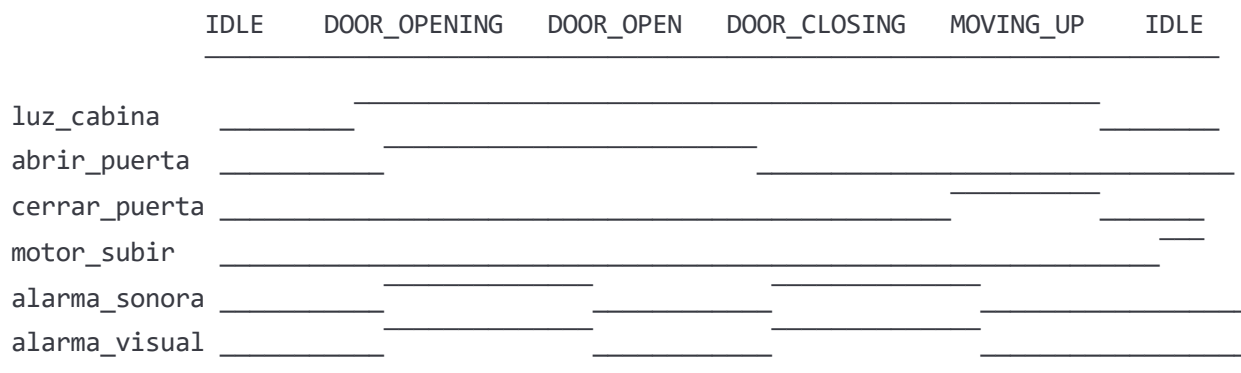 IDLE DOOR_OPENING DOOR_OPEN DOOR_CLOSING MOVING_UP IDLE
luz_cabina
abrir_puerta
cerrar_puerta
motor_subir
alarma_sonora
alarma_visual